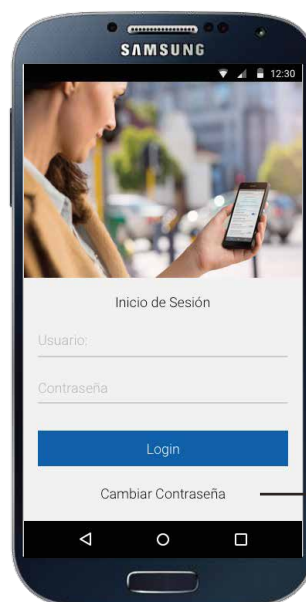 SAMSUNG
12:30
Inicio de Sesión
Usuario:
Contraseña
Login
Cambiar Contraseña